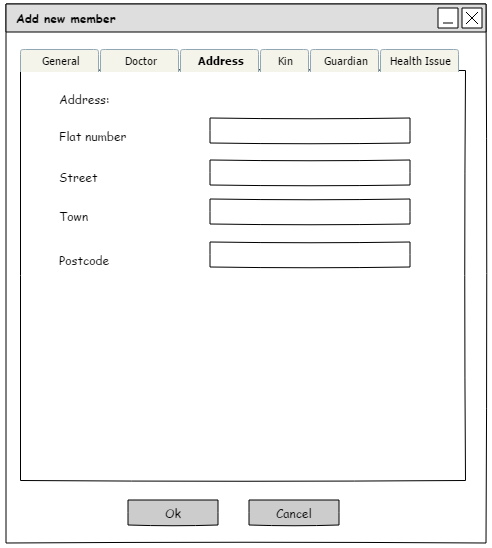 Add new member
General Doctor Address Kin Guardian Health Issue
Address:
Flat number
Street
Town
Postcode
Ok Cancel